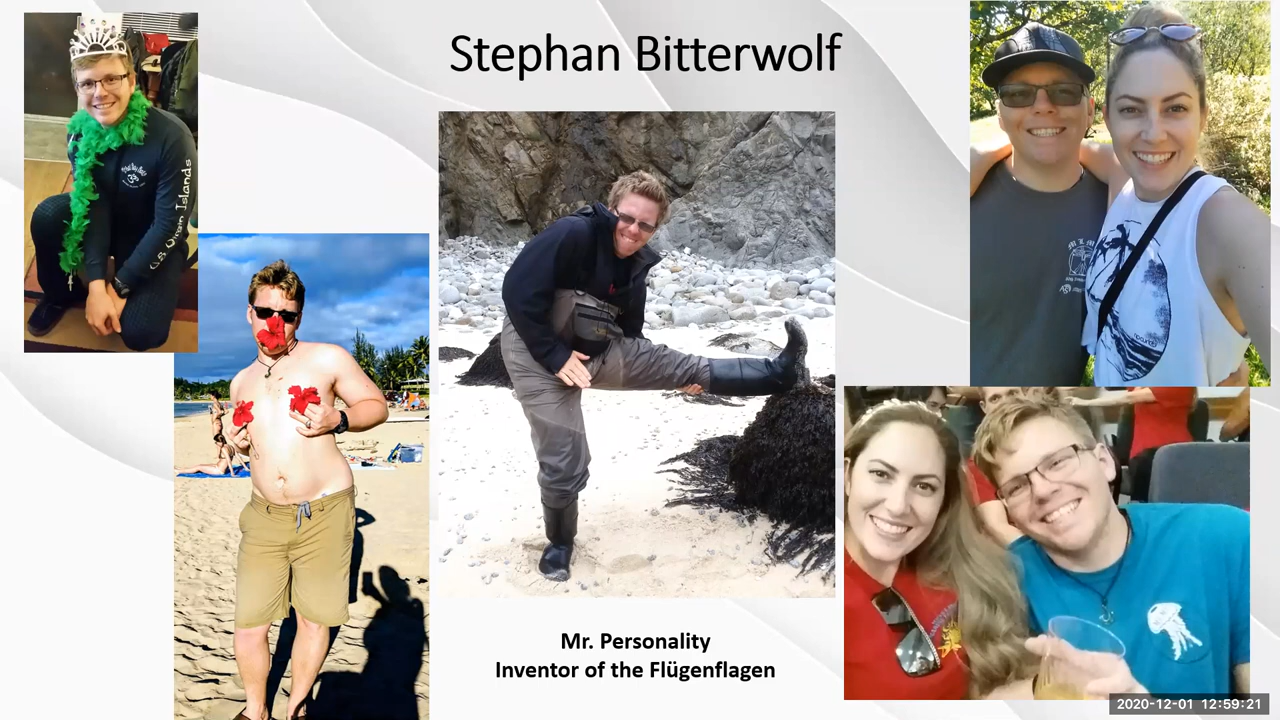 Stephan Bitterwolf
U.S. Virgin Islands
Mr. Personality
Inventor of the Flügenflagen
2020-12-01 12:59:21